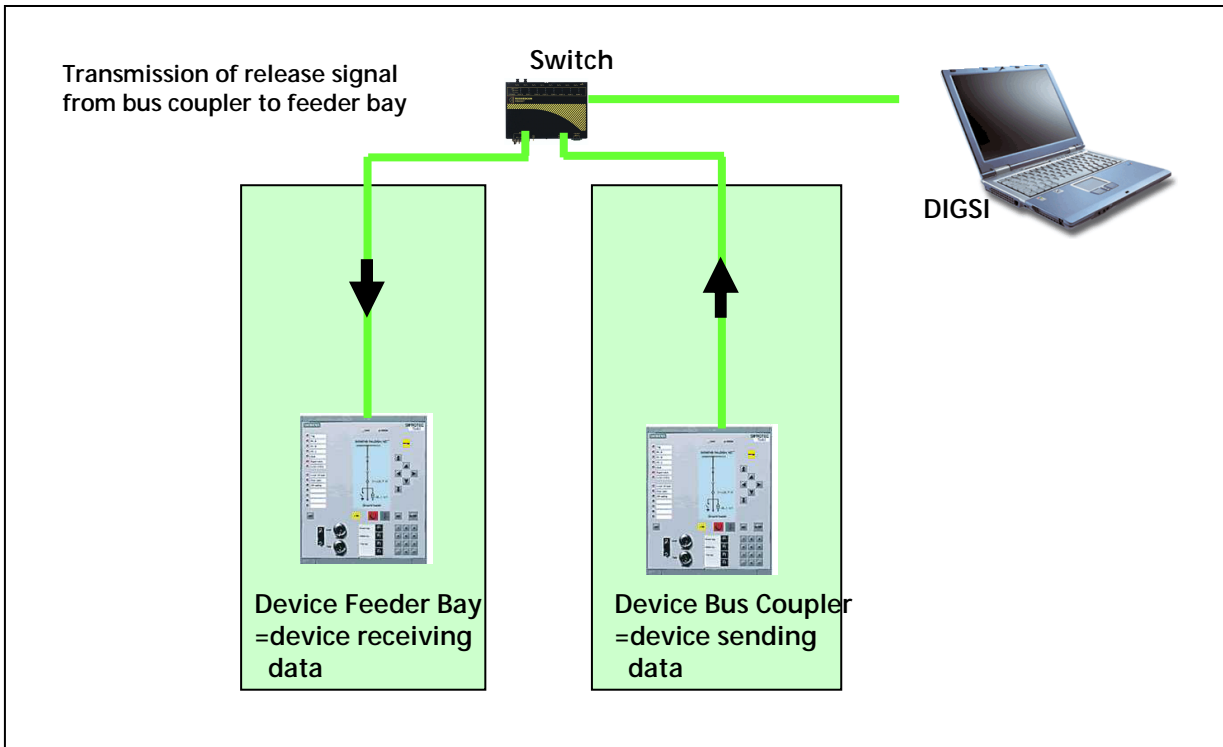 Transmission of release signal
from bus coupler to feeder bay
Switch
DIGSI
Device Feeder Bay
=device receiving
data
Device Bus Coupler
=device sending
data